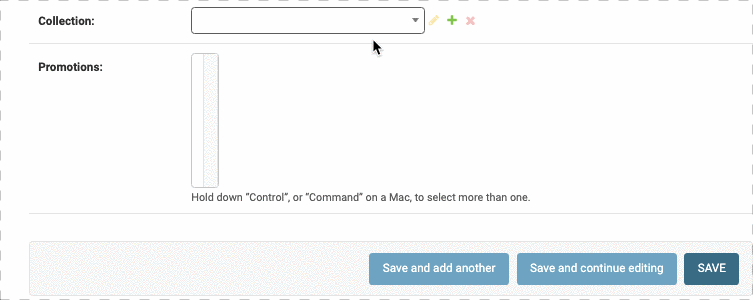 Collection:
Promotions:
Hold down “Control”, or “Command” on a Mac, to select more than one.
Save and add another
Save and continue editing
SAVE